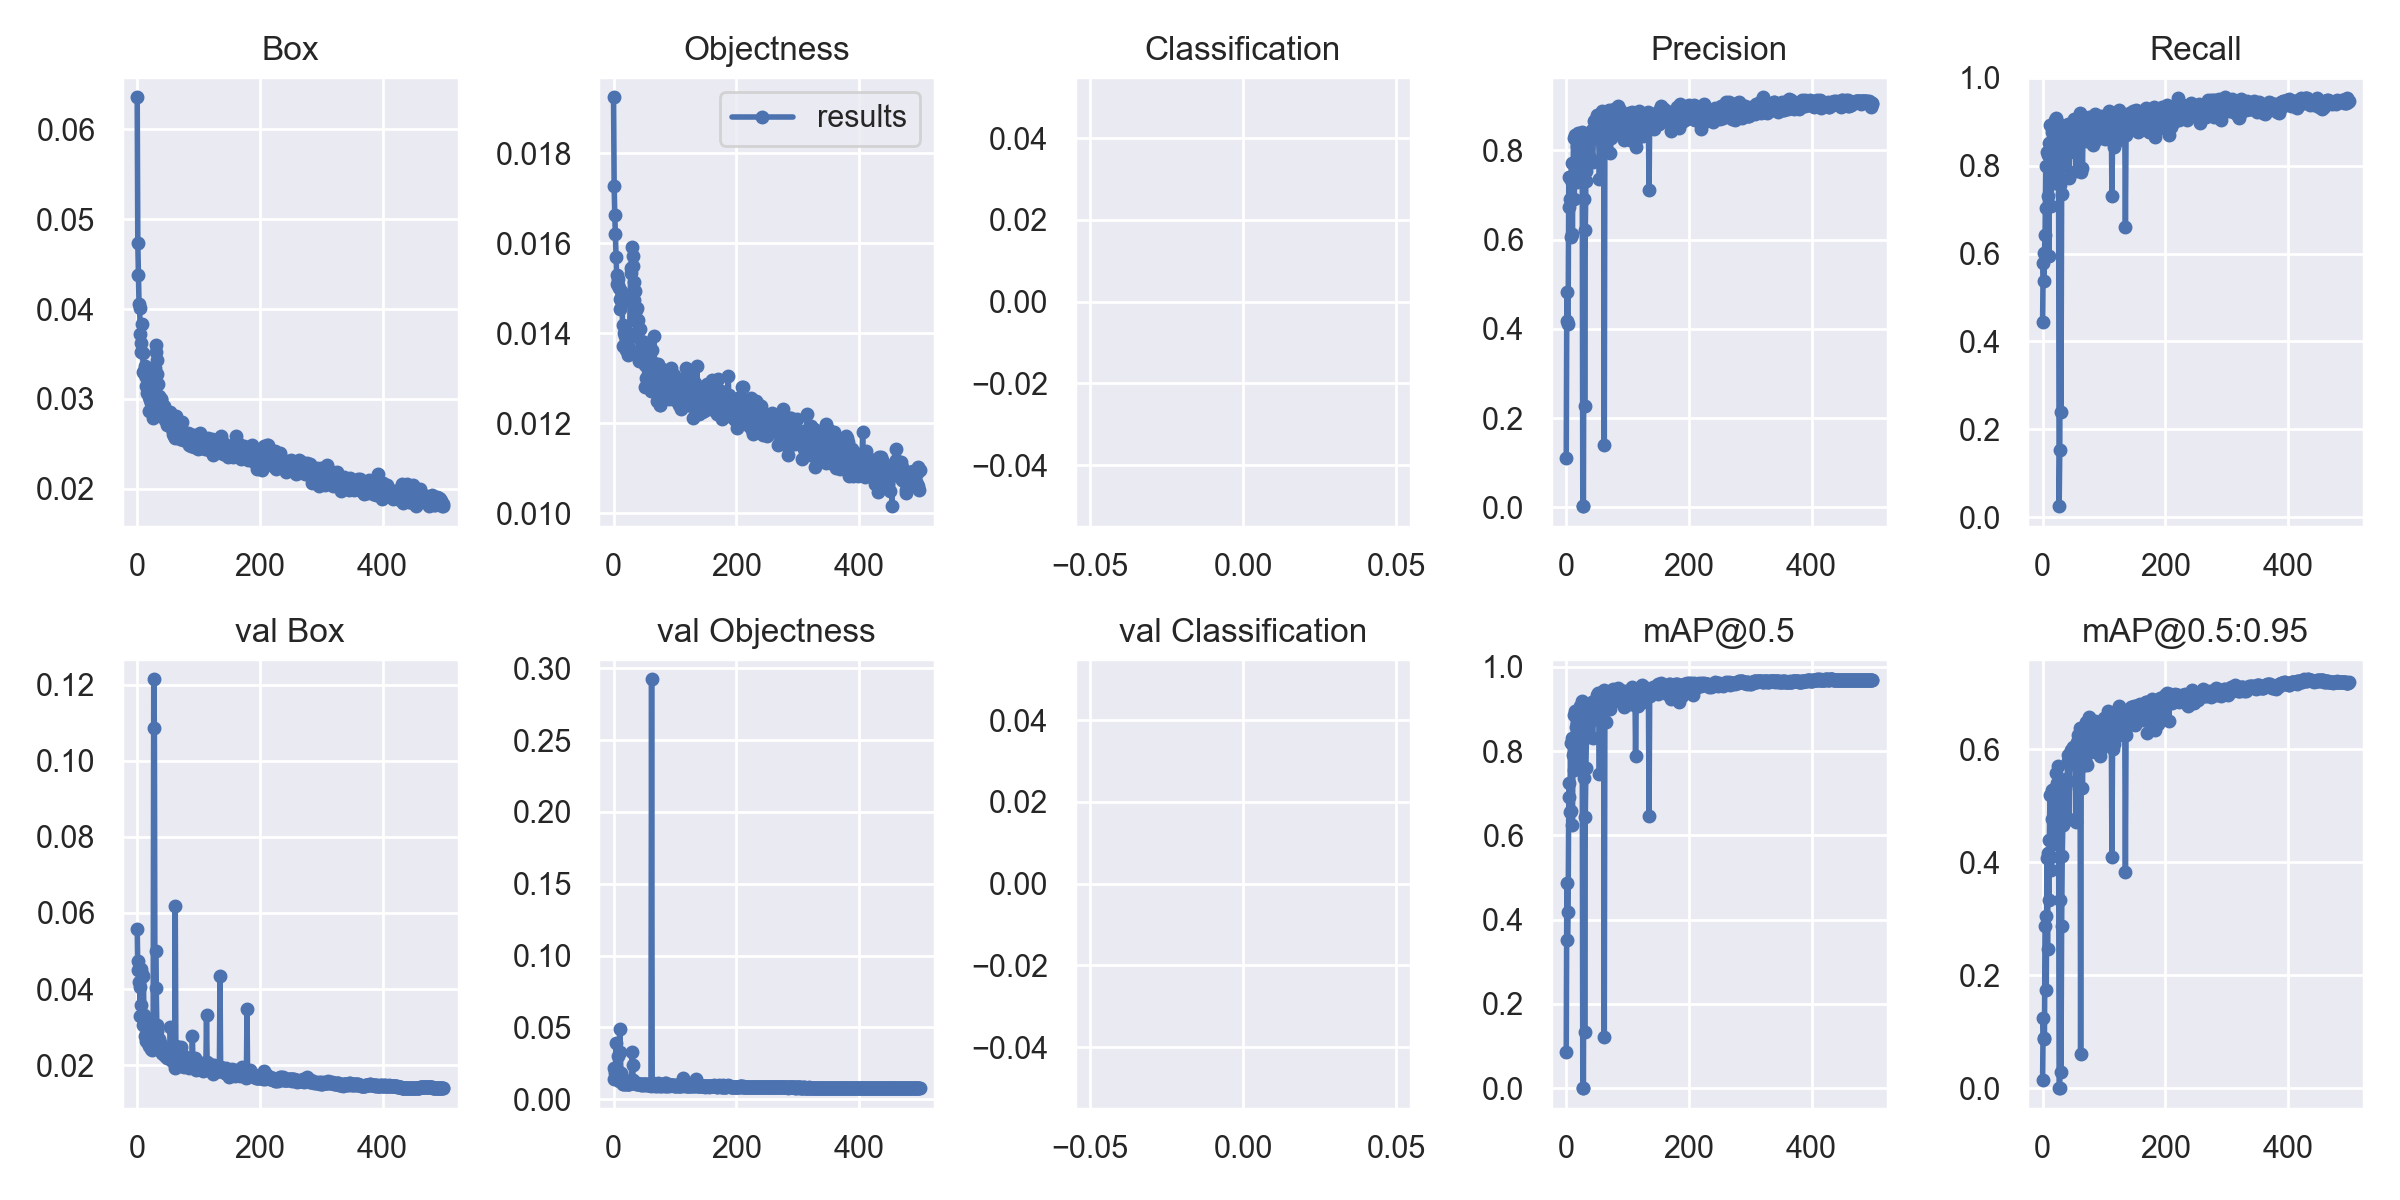 Box
Objectness
Classification
Precision
Recall
0.06
0.05
0.04
0.03
0.02
0 200 400
results
0.018
0.016
0.014
0.012
0.010
0 200 400
0.04
0.02
0.00
−0.02
−0.04
−0.05 0.00 0.05
0.8
0.6
0.4
0.2
0.0
0 200 400
1.0
0.8
0.6
0.4
0.2
0.0
0 200 400
val Box
val Objectness
val Classification
mAP@0.5
mAP@0.5:0.95
0.12
0.10
0.08
0.06
0.04
0.02
0 200 400
0.30
0.25
0.20
0.15
0.10
0.05
0.00
0 200 400
0.04
0.02
0.00
−0.02
−0.04
−0.05 0.00 0.05
1.0
0.8
0.6
0.4
0.2
0.0
0 200 400
0.6
0.4
0.2
0.0
0 200 400